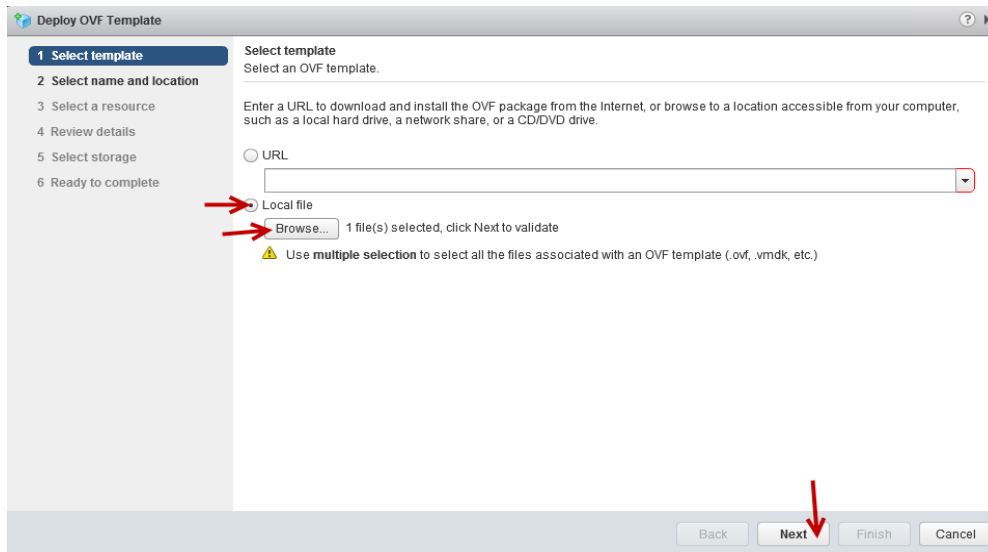 Deploy OVF Template
?
1 Select template
2 Select name and location
3 Select a resource
4 Review details
5 Select storage
6 Ready to complete
Select template
Select an OVF template.
Enter a URL to download and install the OVF package from the Internet, or browse to a location accessible from your computer,
such as a local hard drive, a network share, or a CD/DVD drive.
URL
Local file
Browse... 1 file(s) selected, click Next to validate
Use multiple selection to select all the files associated with an OVF template (.ovf, .vmdk, etc.)
Back Next Finish Cancel